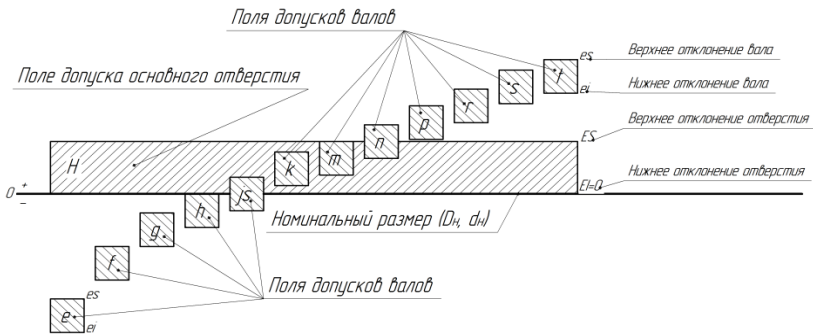 Поля допусков валов
Поле допуска основного отверстия
es
Верхнее отклонение вала
t
s
ei
Нижнее отклонение вала
r
p
Верхнее отклонение отверстия
n
ES
m
k
H
Нижнее отклонение отверстия
EI=0
0
+
−
js
h
Номинальный размер (Dн, dн)
g
f
Поля допусков валов
es
e
ei